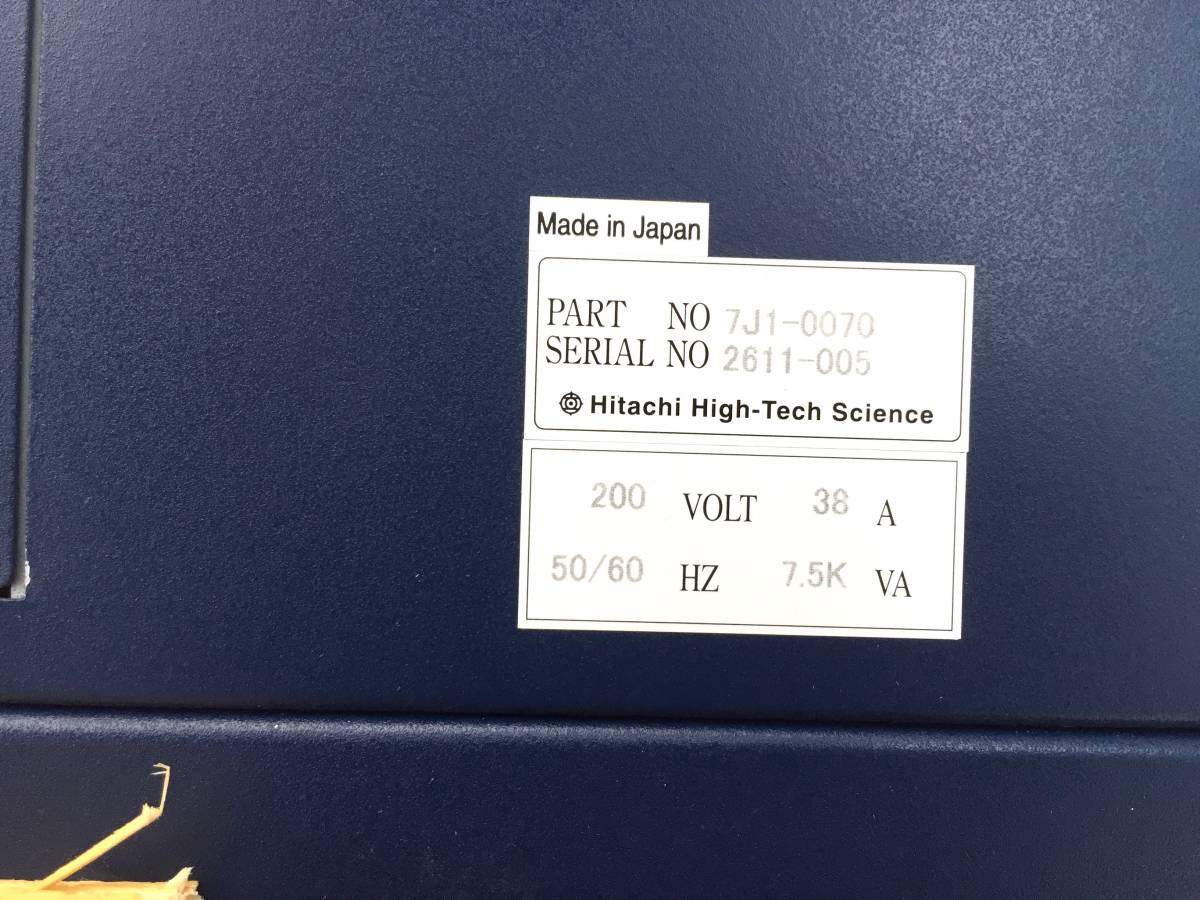 Made in Japan
PART NO 7J1-0070
SERIAL NO 2611-005
Hitachi High-Tech Science
200 VOLT 38 A
50/60 HZ 7.5K VA